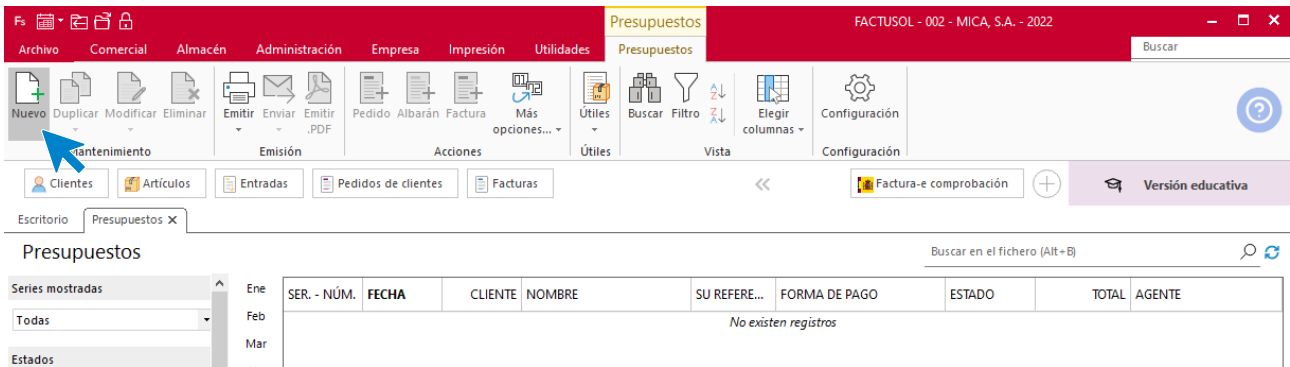 Fs
Presupuestos
FACTUSOL - 002 - MICA, S.A. - 2022
Archivo Comercial Almacén Administración Empresa Impresión Utilidades Presupuestos Buscar
Nuevo Duplicar Modificar Eliminar Emitir Enviar Emitir .PDF Pedido Albarán Factura Más opciones... Útiles Buscar Filtro Elegir columnas Configuración
Mantenimiento Emisión Acciones Útiles Vista Configuración
Clientes Artículos Entradas Pedidos de clientes Facturas Factura-e comprobación Versión educativa
Escritorio Presupuestos
Presupuestos Buscar en el fichero (Alt+B)
Series mostradas Ene SER. - NÚM. FECHA CLIENTE NOMBRE SU REFERE... FORMA DE PAGO ESTADO TOTAL AGENTE
Todas Feb No existen registros
Mar
Estados